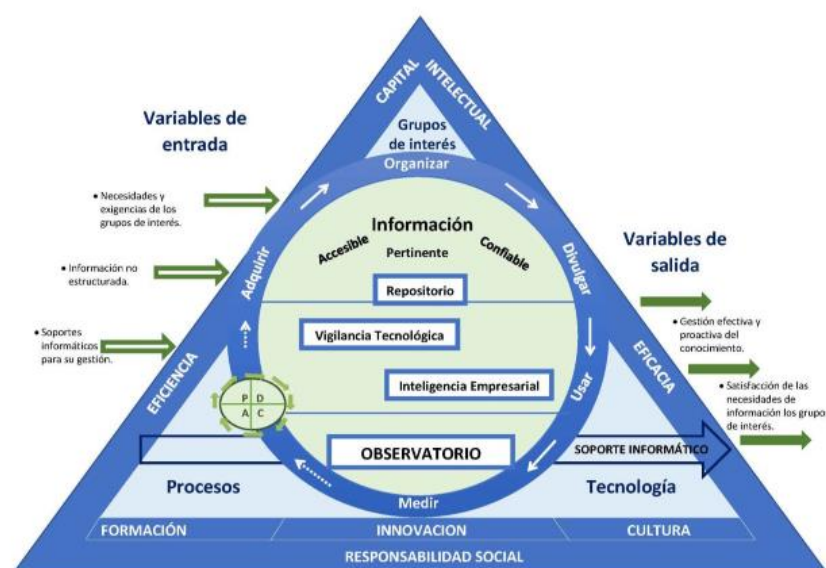 CAPITAL INTELECTUAL
Variables de
entrada
Grupos
de interés
Organizar
• Necesidades y
exigencias de los
grupos de interés.
Información
Accesible
Pertinente
Confiable
Adquirir
Divulgar
Variables de
salida
• Información no
estructurada.
Repositorio
• Soportes
informáticos
para su gestión.
Vigilancia Tecnológica
• Gestión efectiva y
proactiva del
conocimiento.
EFICIENCIA
EFICACIA
Inteligencia Empresarial
Usar
• Satisfacción de las
necesidades de
información los grupo
de interés.
P D
A C
OBSERVATORIO
SOPORTE INFORMÁTICO
Procesos
Tecnología
Medir
FORMACIÓN
INNOVACION
CULTURA
RESPONSABILIDAD SOCIAL